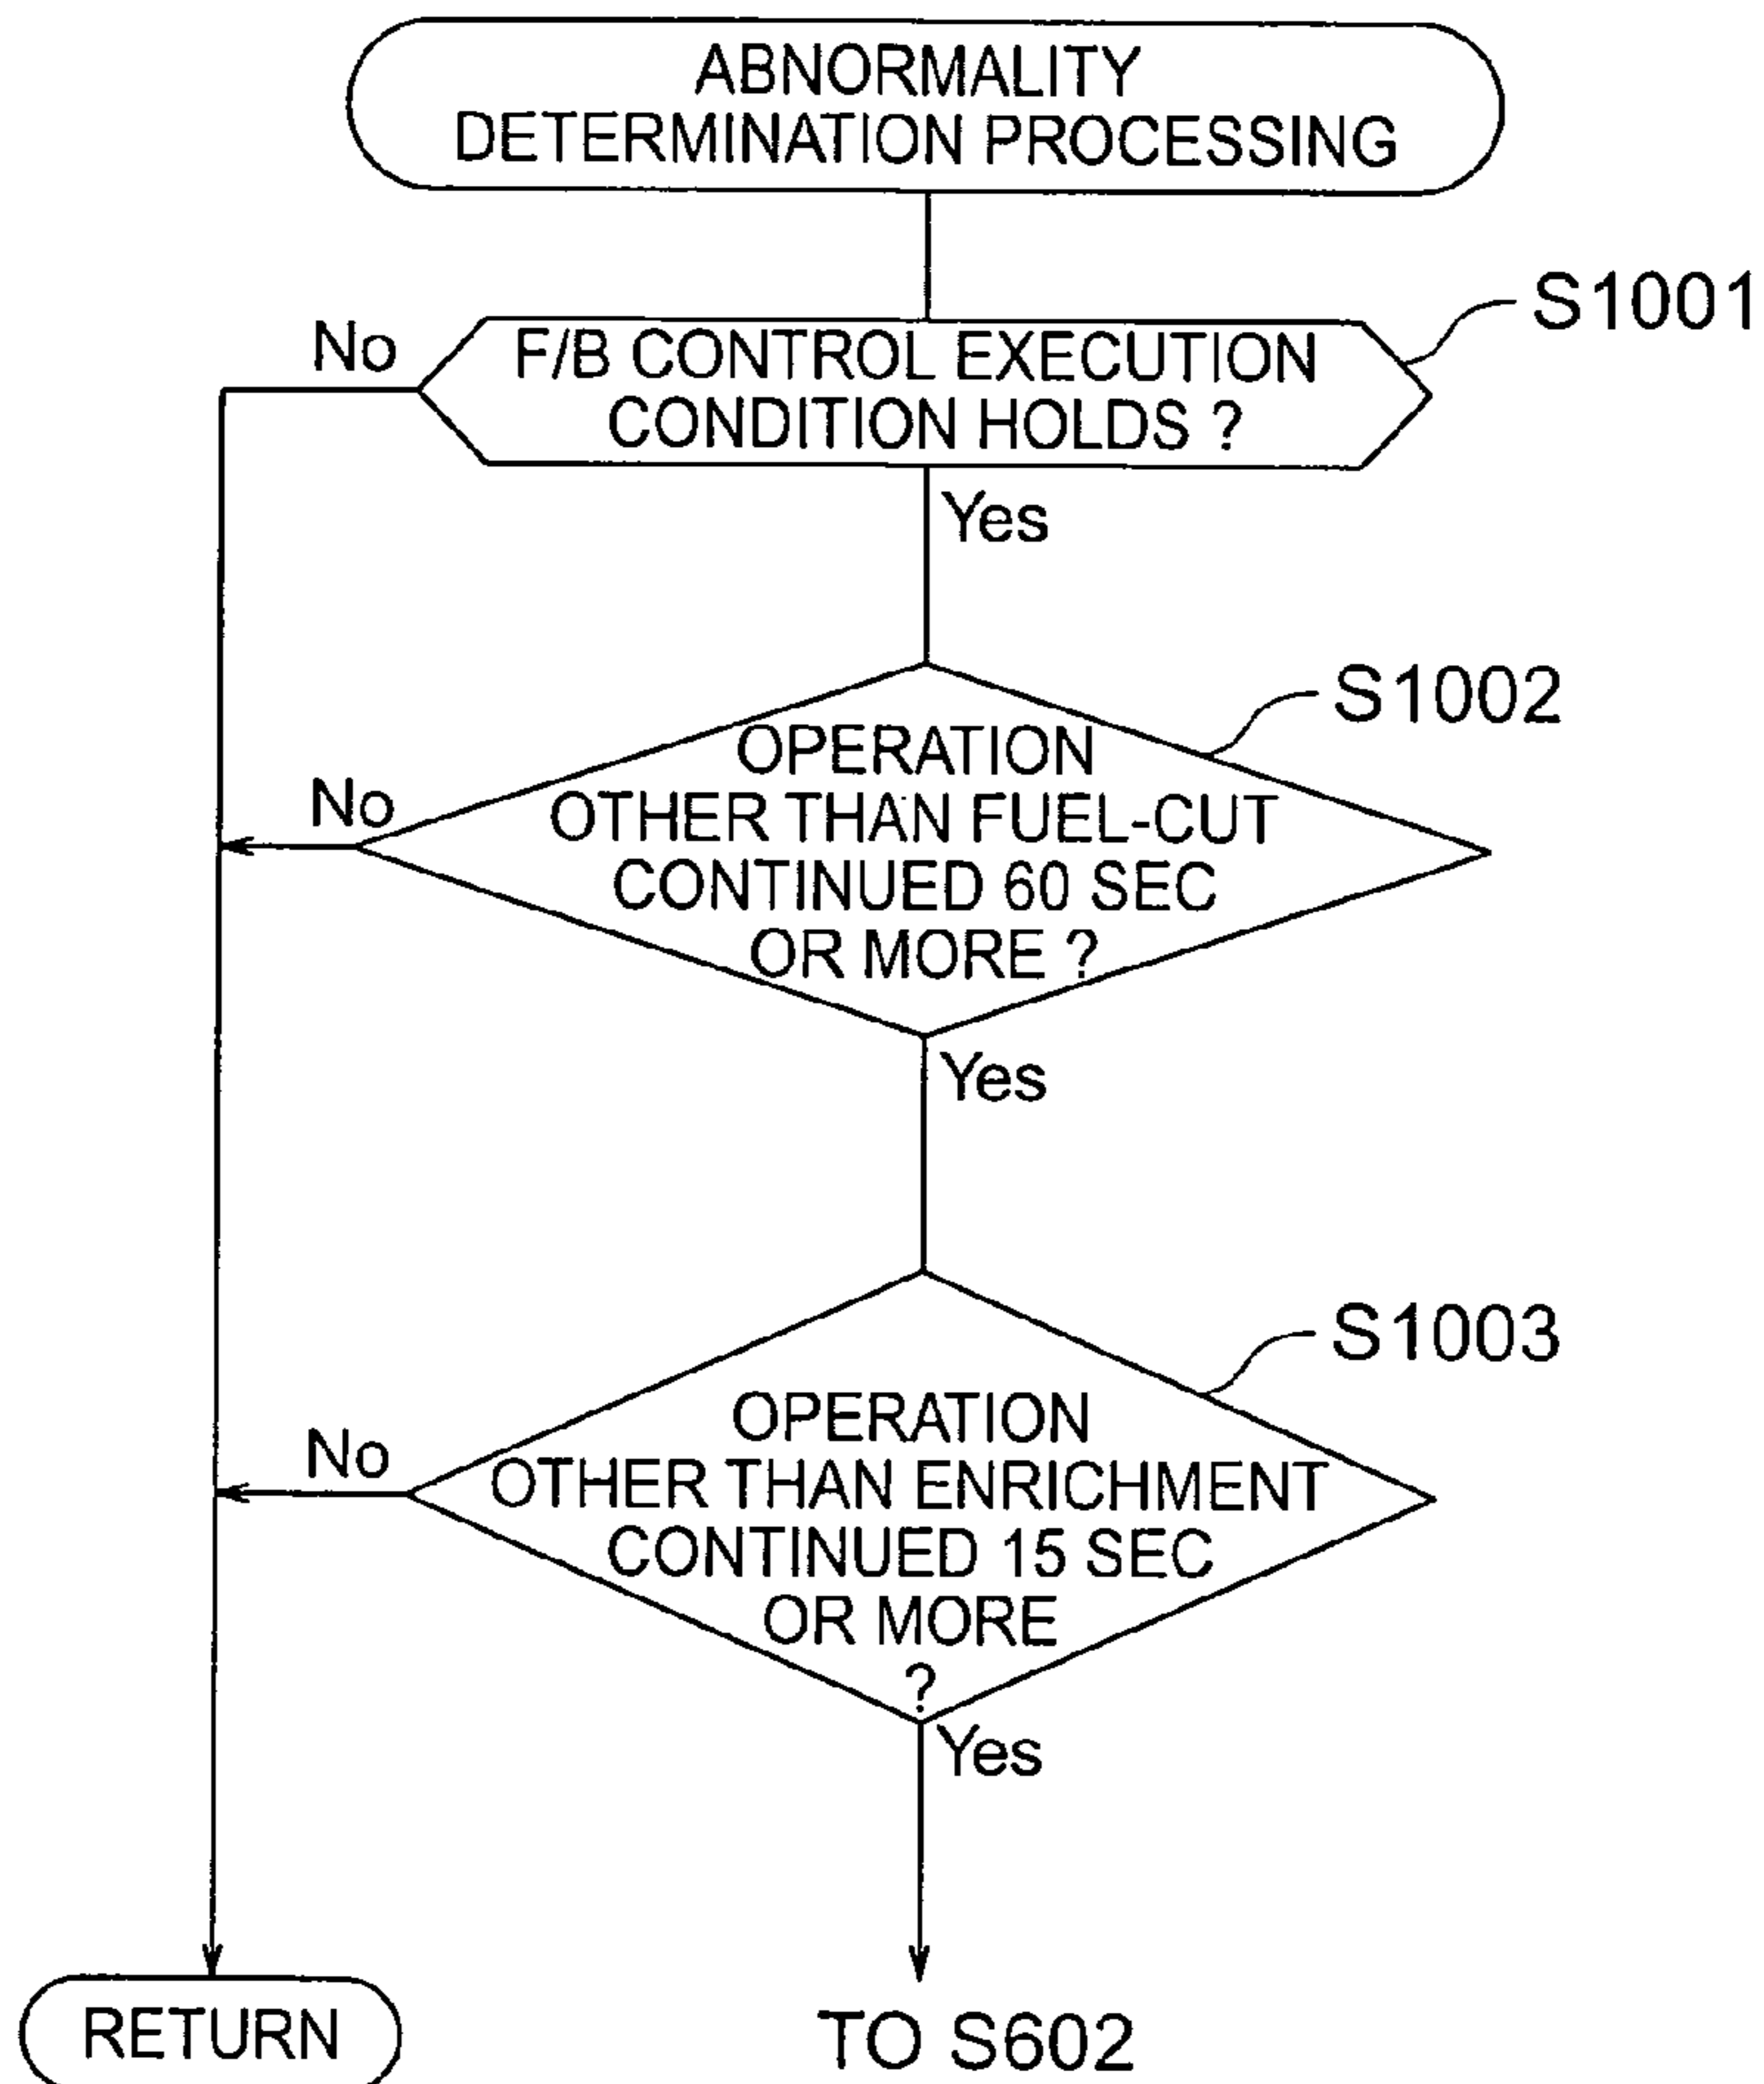 ABNORMALITY
DETERMINATION PROCESSING
S1001
No
F/B CONTROL EXECUTION
CONDITION HOLDS ?
Yes
S1002
OPERATION
No
OTHER THAN FUEL-CUT
CONTINUED 60 SEC
OR MORE ?
Yes
S1003
OPERATION
No
OTHER THAN ENRICHMENT
CONTINUED 15 SEC
OR MORE
?
Yes
RETURN
TO S602